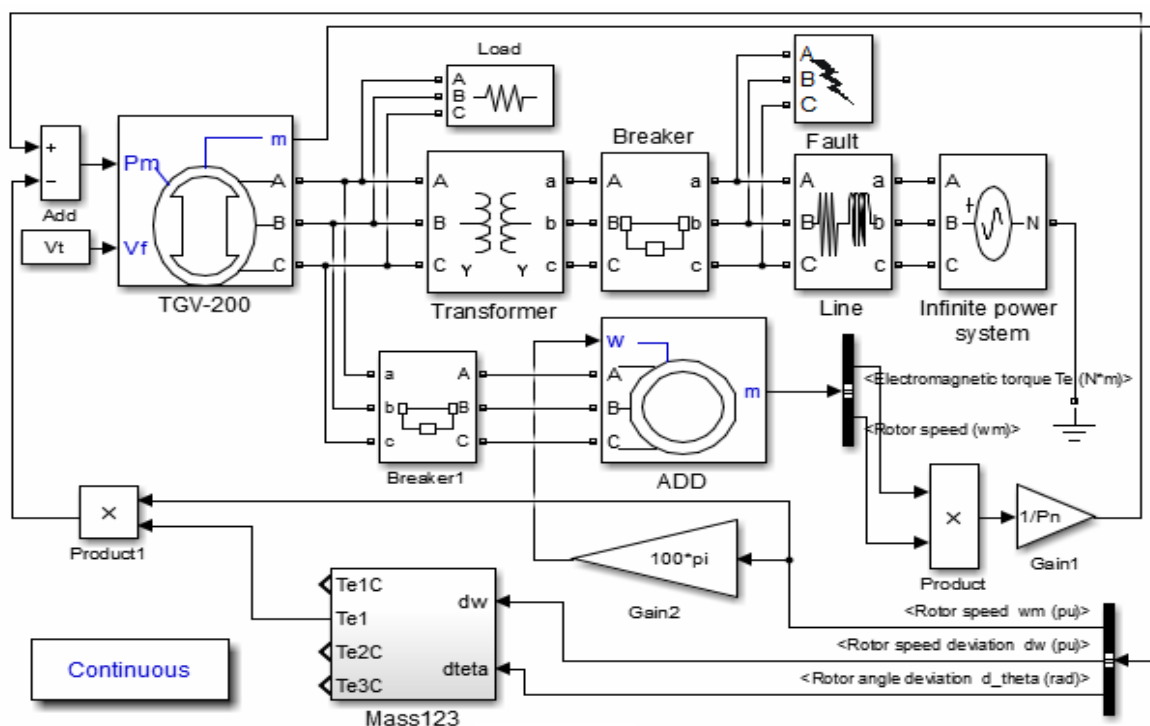 Load
A
B
C
A
B
C
Fault
Breaker
+
−
Add
Pm
m
Vt
Vf
A
B
C
TGV-200
A
B
C
a
b
c
Y
Y
Transformer
A
B
C
a
b
c
A
B
C
a
b
c
Line
A
B
C
N
Infinite power
system
a
b
c
A
B
C
Breaker1
w
A
B
C
m
ADD
<Electromagnetic torque Te (N*m)>
<Rotor speed (wm)>
×
Product
1/Pn
Gain1
×
Product1
100*pi
Gain2
Te1C
Te1
Te2C
Te3C
dw
dteta
Mass123
<Rotor speed wm (pu)>
<Rotor speed deviation dw (pu)>
<Rotor angle deviation d_theta (rad)>
Continuous